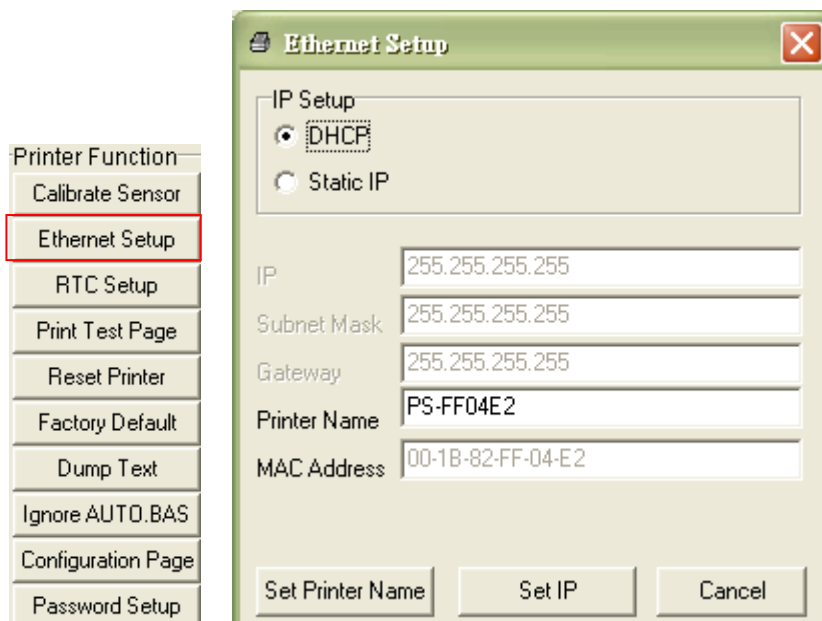 Printer Function
Calibrate Sensor
Ethernet Setup
RTC Setup
Print Test Page
Reset Printer
Factory Default
Dump Text
Ignore AUTO.BAS
Configuration Page
Password Setup
Ethernet Setup
IP Setup
DHCP
Static IP
IP 255.255.255.255
Subnet Mask 255.255.255.255
Gateway 255.255.255.255
Printer Name PS-FF04E2
MAC Address 00-1B-82-FF-04-E2
Set Printer Name Set IP Cancel